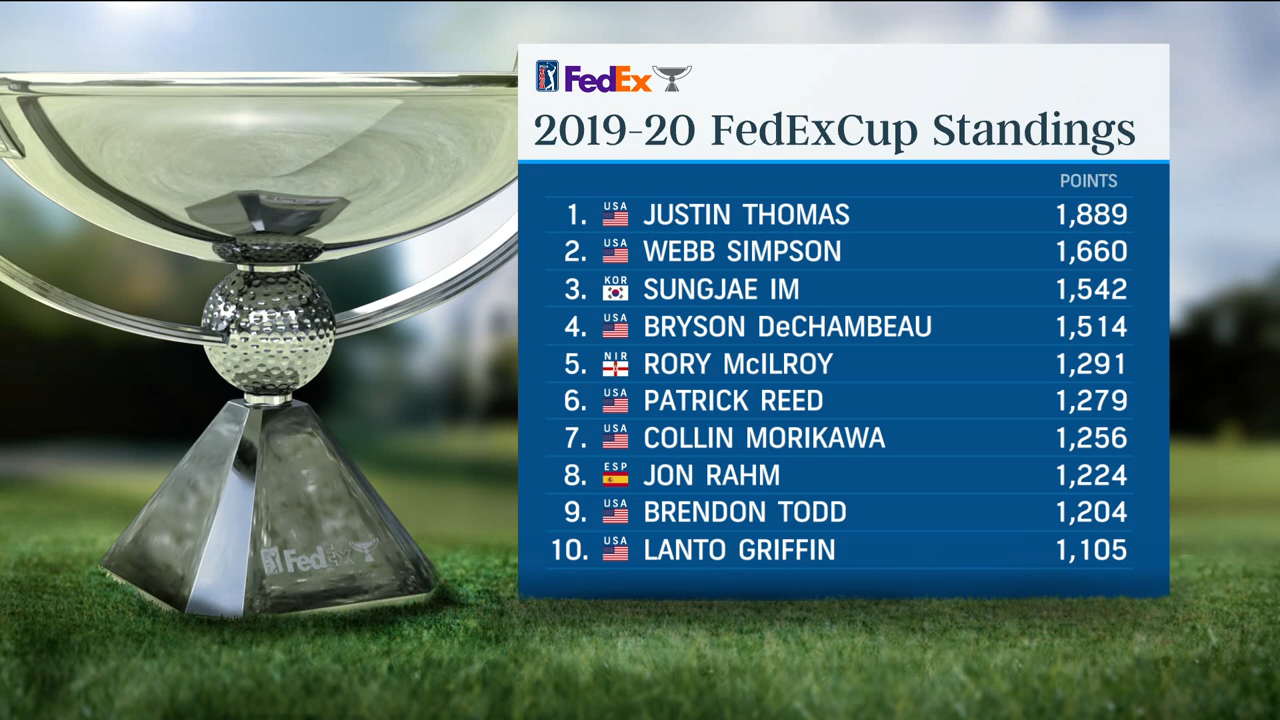 PGA TOUR FedEx
2019-20 FedExCup Standings
POINTS
1. USA JUSTIN THOMAS 1,889
2. USA WEBB SIMPSON 1,660
3. KOR SUNGJAE IM 1,542
4. USA BRYSON DeCHAMBEAU 1,514
5. NIR RORY McILROY 1,291
6. USA PATRICK REED 1,279
7. USA COLLIN MORIKAWA 1,256
8. ESP JON RAHM 1,224
9. USA BRENDON TODD 1,204
10. USA LANTO GRIFFIN 1,105
FedEx